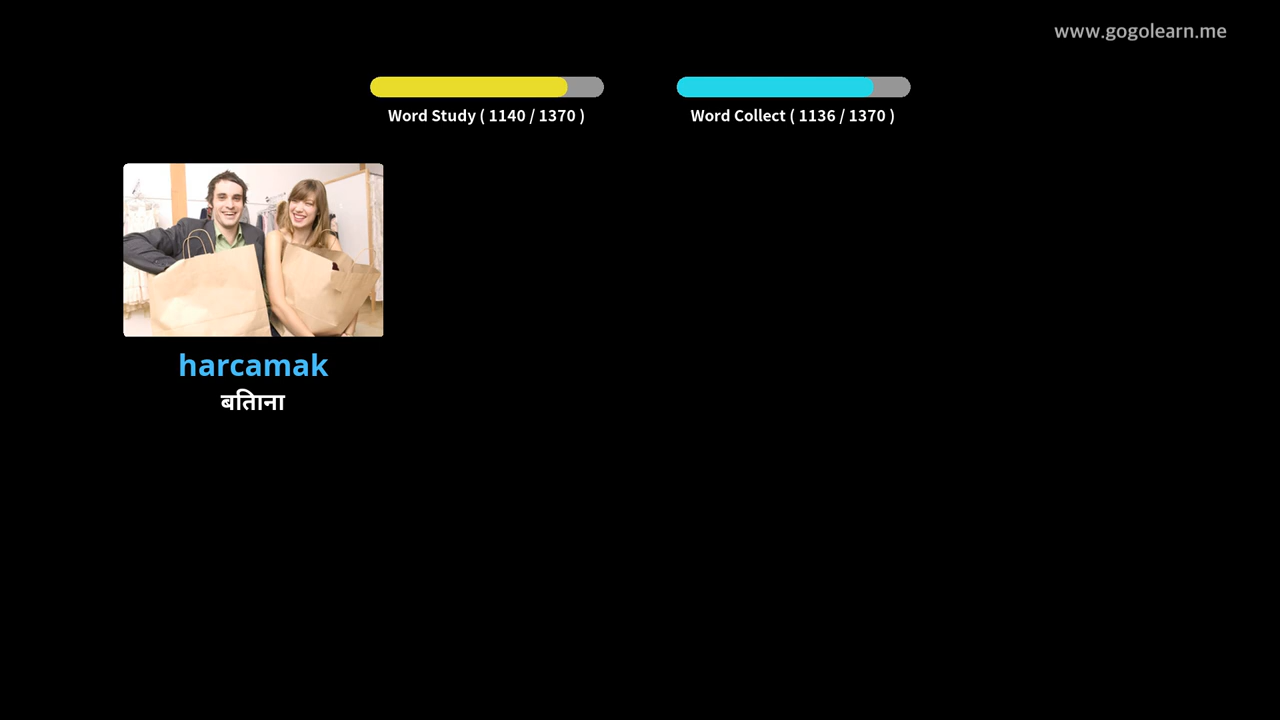 www.gogolearn.me
Word Study ( 1140 / 1370 )
Word Collect ( 1136 / 1370 )
harcamak
बिताना